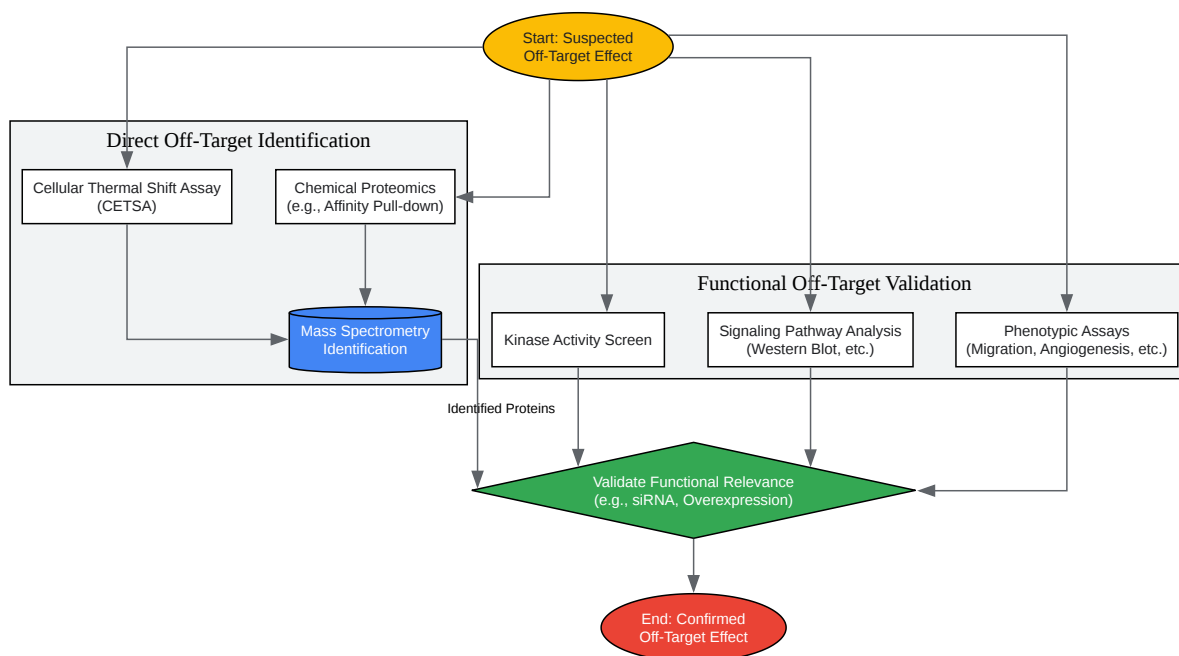 Start: Suspected
Off-Target Effect
Direct Off-Target Identification
Cellular Thermal Shift Assay
(CETSA)
Chemical Proteomics
(e.g., Affinity Pull-down)
Mass Spectrometry
Identification
Functional Off-Target Validation
Kinase Activity Screen
Signaling Pathway Analysis
(Western Blot, etc.)
Phenotypic Assays
(Migration, Angiogenesis, etc.)
Identified Proteins
Validate Functional Relevance
(e.g., siRNA, Overexpression)
End: Confirmed
Off-Target Effect